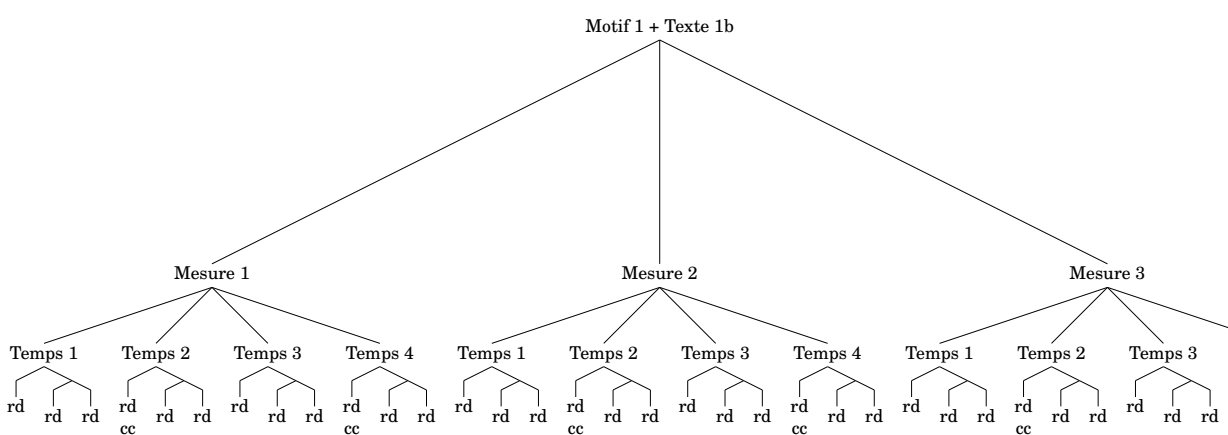 Motif 1 + Texte 1b
Mesure 1 Mesure 2 Mesure 3
Temps 1 Temps 2 Temps 3 Temps 4 Temps 1 Temps 2 Temps 3 Temps 4 Temps 1 Temps 2 Temps 3
rd rd rd rd rd rd rd rd rd rd rd
rd rd rd rd rd rd rd rd rd rd rd rd rd rd rd rd rd rd rd rd rd rd
cc cc cc cc cc